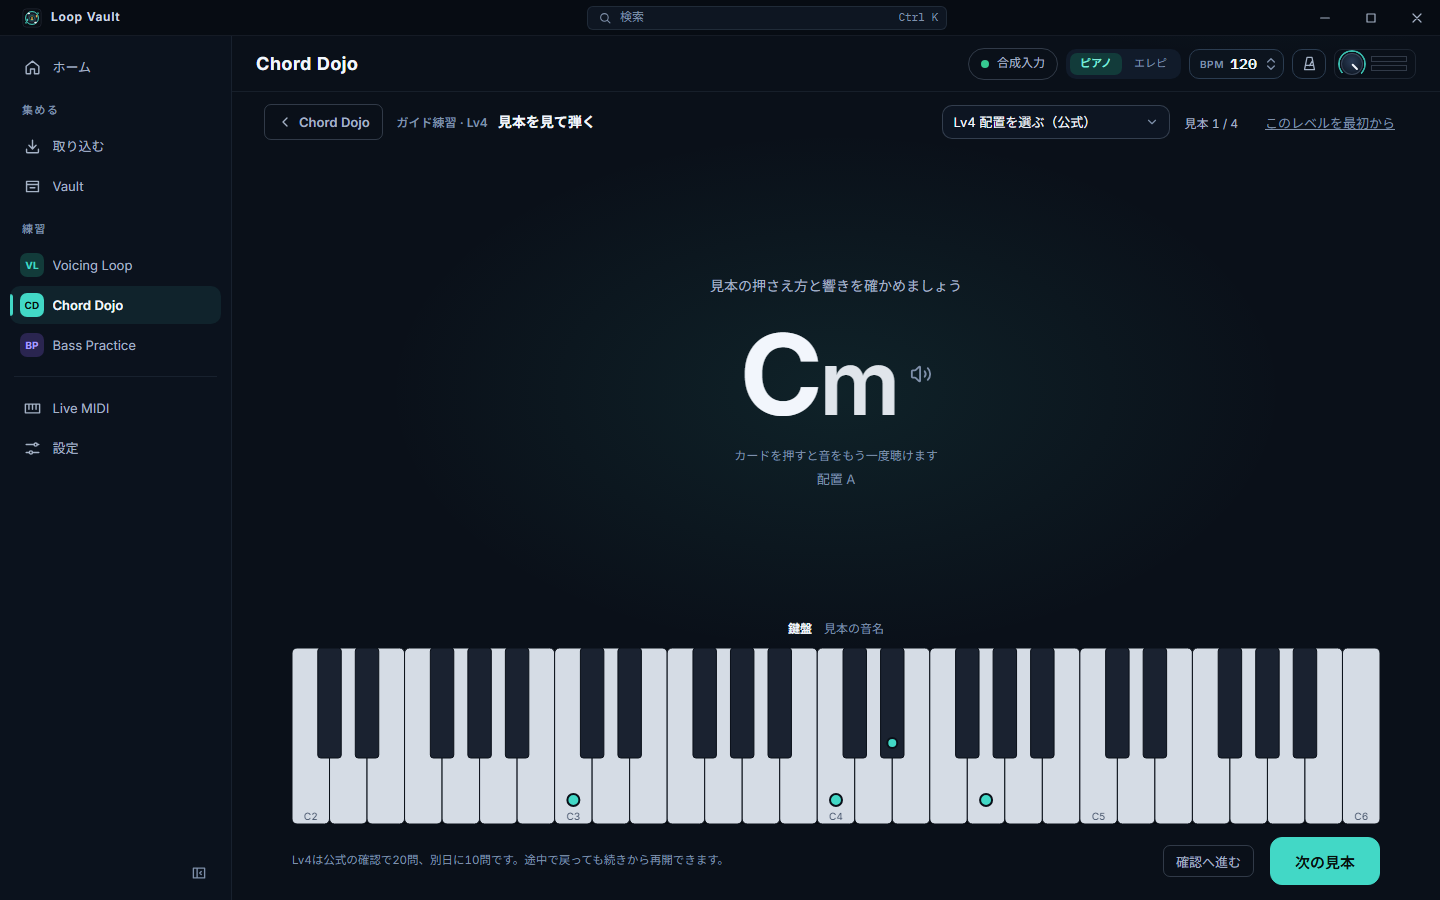 Loop Vault
検索
Ctrl K
ホーム
集める
取り込む
Vault
練習
VL Voicing Loop
CD Chord Dojo
BP Bass Practice
Live MIDI
設定
Chord Dojo
合成入力
ピアノ
エレピ
BPM 120
Chord Dojo
ガイド練習 · Lv4 見本を見て弾く
Lv4 配置を選ぶ（公式）
見本 1 / 4
このレベルを最初から
見本の押さえ方と響きを確かめましょう
Cm
カードを押すと音をもう一度聴けます
配置 A
鍵盤 見本の音名
C2 C3 C4 C5 C6
Lv4は公式の確認で20問、別日に10問です。途中で戻っても続きから再開できます。
確認へ進む
次の見本